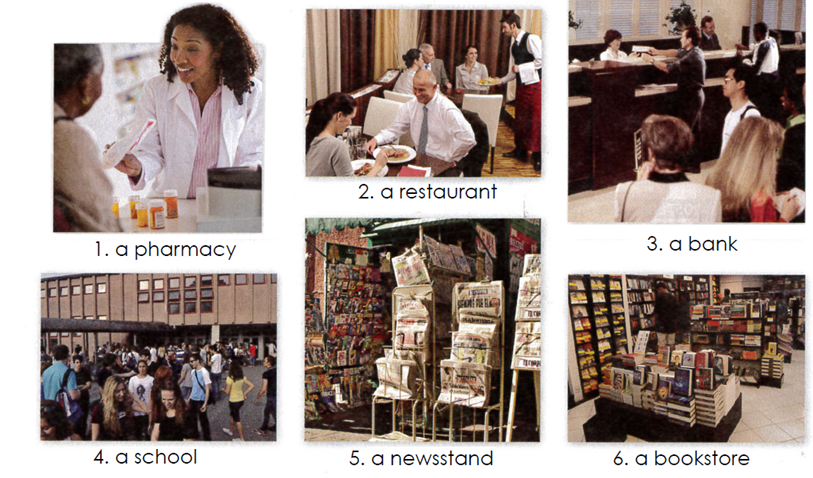 1. a pharmacy
2. a restaurant
3. a bank
4. a school
5. a newsstand
6. a bookstore